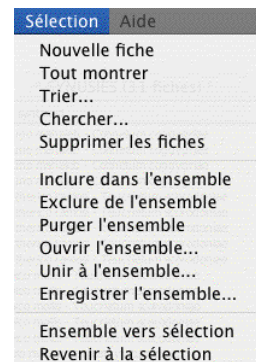 Sélection Aide
Nouvelle fiche
Tout montrer
Trier...
Chercher...
Supprimer les fiches
Inclure dans l'ensemble
Exclure de l'ensemble
Purger l'ensemble
Ouvrir l'ensemble...
Unir à l'ensemble...
Enregistrer l'ensemble...
Ensemble vers sélection
Revenir à la sélection